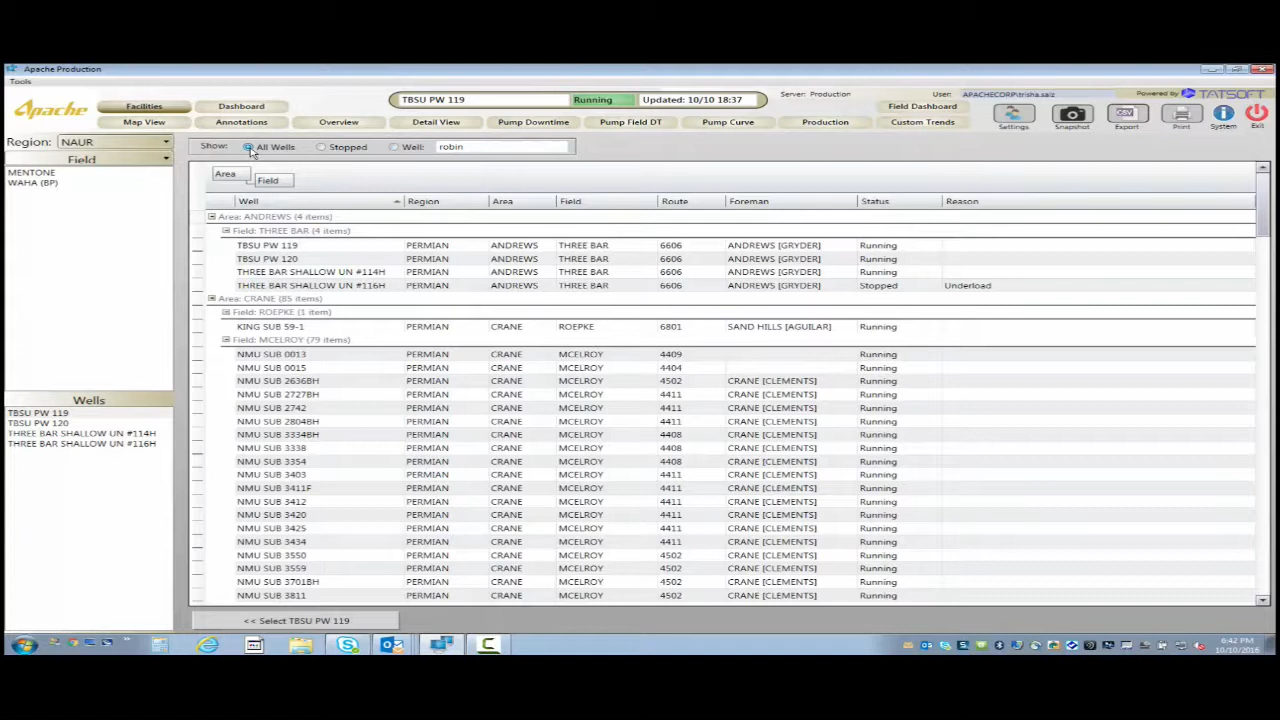 Apache Production
Tools
Apache
Facilities
Dashboard
TBSU PW 119
Running
Updated: 10/10 18:37
Server: Production
User:
APACHECORP\trisha.salz
Powered by
TATSOFT
Field Dashboard
Map View
Annotations
Overview
Detail View
Pump Downtime
Pump Field DT
Pump Curve
Production
Custom Trends
Settings
Snapshot
Export
Print
System
Exit
Region:
NAUR
Field
MENTONE
WAHA (BP)
Show:
All Wells
Stopped
Well:
robin
Area
Field
Well Region Area Field Route Foreman Status Reason
Area: ANDREWS (4 items)
Field: THREE BAR (4 items)
TBSU PW 119 PERMIAN ANDREWS THREE BAR 6606 ANDREWS [GRYDER] Running
TBSU PW 120 PERMIAN ANDREWS THREE BAR 6606 ANDREWS [GRYDER] Running
THREE BAR SHALLOW UN #114H PERMIAN ANDREWS THREE BAR 6606 ANDREWS [GRYDER] Running
THREE BAR SHALLOW UN #116H PERMIAN ANDREWS THREE BAR 6606 ANDREWS [GRYDER] Stopped Underload
Area: CRANE (85 items)
Field: ROEPKE (1 item)
KING SUB 59-1 PERMIAN CRANE ROEPKE 6801 SAND HILLS [AGUILAR] Running
Field: MCELROY (79 items)
NMU SUB 0013 PERMIAN CRANE MCELROY 4409 Running
NMU SUB 0015 PERMIAN CRANE MCELROY 4404 Running
NMU SUB 2636BH PERMIAN CRANE MCELROY 4502 CRANE [CLEMENTS] Running
NMU SUB 2727BH PERMIAN CRANE MCELROY 4411 CRANE [CLEMENTS] Running
NMU SUB 2742 PERMIAN CRANE MCELROY 4411 CRANE [CLEMENTS] Running
NMU SUB 2804BH PERMIAN CRANE MCELROY 4411 CRANE [CLEMENTS] Running
NMU SUB 3334BH PERMIAN CRANE MCELROY 4408 CRANE [CLEMENTS] Running
NMU SUB 3338 PERMIAN CRANE MCELROY 4408 CRANE [CLEMENTS] Running
NMU SUB 3354 PERMIAN CRANE MCELROY 4408 CRANE [CLEMENTS] Running
NMU SUB 3403 PERMIAN CRANE MCELROY 4411 CRANE [CLEMENTS] Running
NMU SUB 3411F PERMIAN CRANE MCELROY 4411 CRANE [CLEMENTS] Running
NMU SUB 3412 PERMIAN CRANE MCELROY 4411 CRANE [CLEMENTS] Running
NMU SUB 3420 PERMIAN CRANE MCELROY 4411 CRANE [CLEMENTS] Running
NMU SUB 3425 PERMIAN CRANE MCELROY 4411 CRANE [CLEMENTS] Running
NMU SUB 3434 PERMIAN CRANE MCELROY 4411 CRANE [CLEMENTS] Running
NMU SUB 3550 PERMIAN CRANE MCELROY 4502 CRANE [CLEMENTS] Running
NMU SUB 3559 PERMIAN CRANE MCELROY 4502 CRANE [CLEMENTS] Running
NMU SUB 3701BH PERMIAN CRANE MCELROY 4502 CRANE [CLEMENTS] Running
NMU SUB 3811 PERMIAN CRANE MCELROY 4502 CRANE [CLEMENTS] Running
Wells
TBSU PW 119
TBSU PW 120
THREE BAR SHALLOW UN #114H
THREE BAR SHALLOW UN #116H
<< Select TBSU PW 119
6:42 PM
10/10/2016